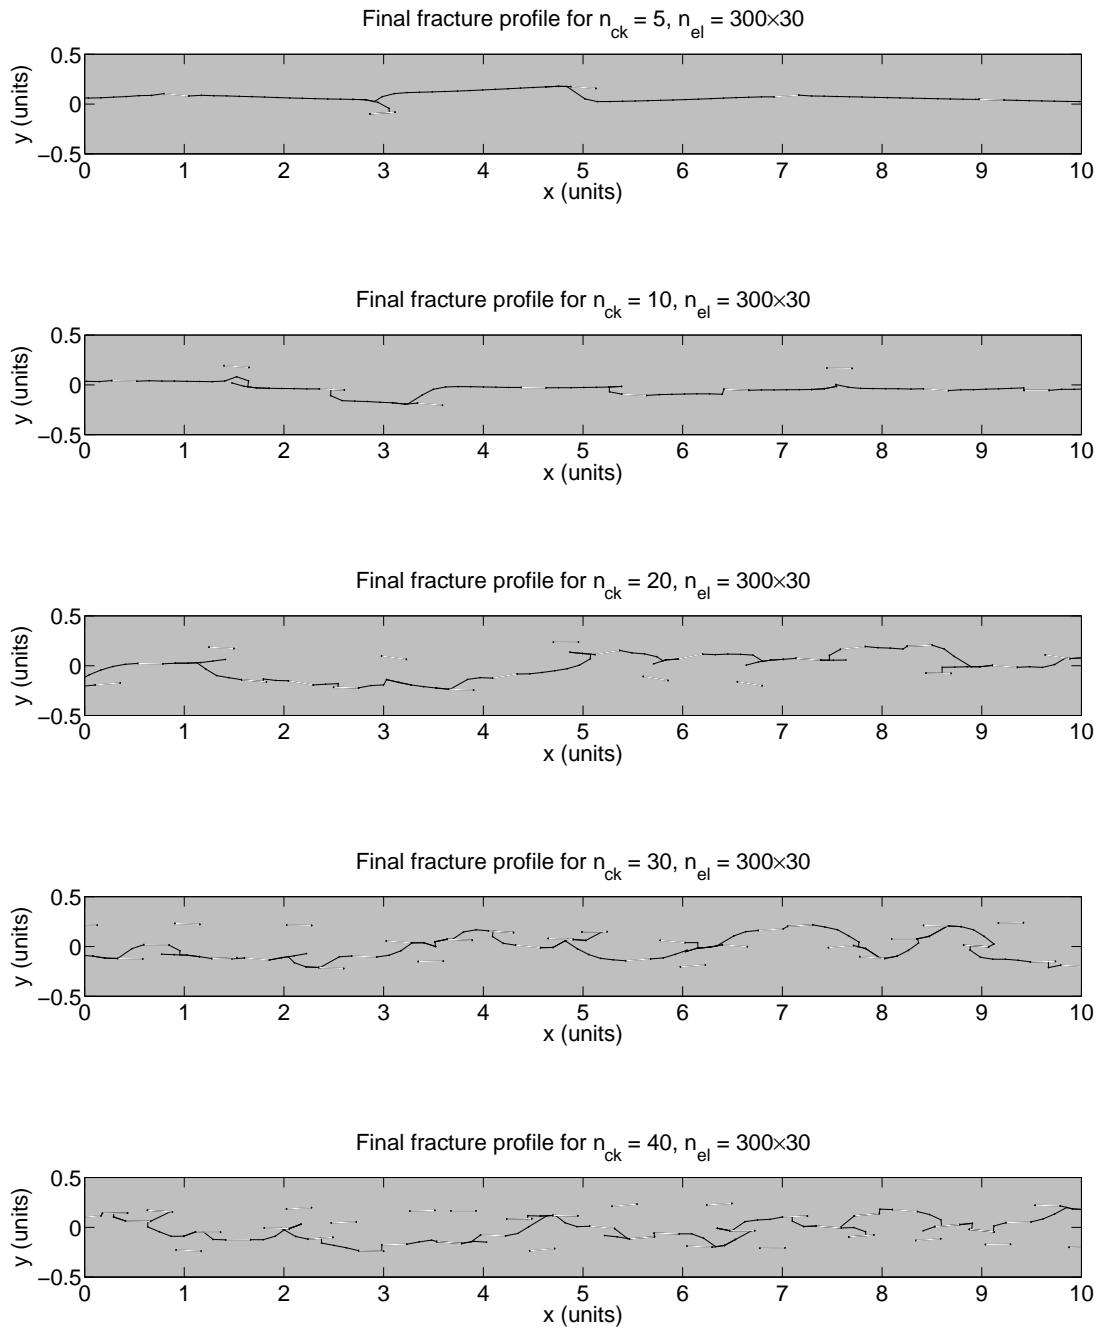 Final fracture profile for n_ck = 5, n_el = 300×30
0.5
0
−0.5
y (units)
0 1 2 3 4 5 6 7 8 9 10
x (units)
Final fracture profile for n_ck = 10, n_el = 300×30
0.5
0
−0.5
y (units)
0 1 2 3 4 5 6 7 8 9 10
x (units)
Final fracture profile for n_ck = 20, n_el = 300×30
0.5
0
−0.5
y (units)
0 1 2 3 4 5 6 7 8 9 10
x (units)
Final fracture profile for n_ck = 30, n_el = 300×30
0.5
0
−0.5
y (units)
0 1 2 3 4 5 6 7 8 9 10
x (units)
Final fracture profile for n_ck = 40, n_el = 300×30
0.5
0
−0.5
y (units)
0 1 2 3 4 5 6 7 8 9 10
x (units)